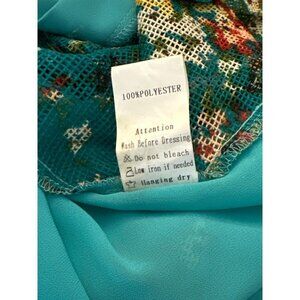 100%POLYESTER
Attention
Wash Before Dressing
Do not bleach
Low iron if needed
Hanging dry